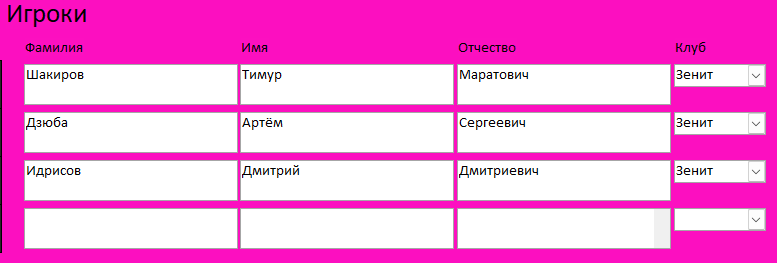 Игроки
Фамилия Имя Отчество Клуб
Шакиров Тимур Маратович Зенит
Дзюба Артём Сергеевич Зенит
Идрисов Дмитрий Дмитриевич Зенит